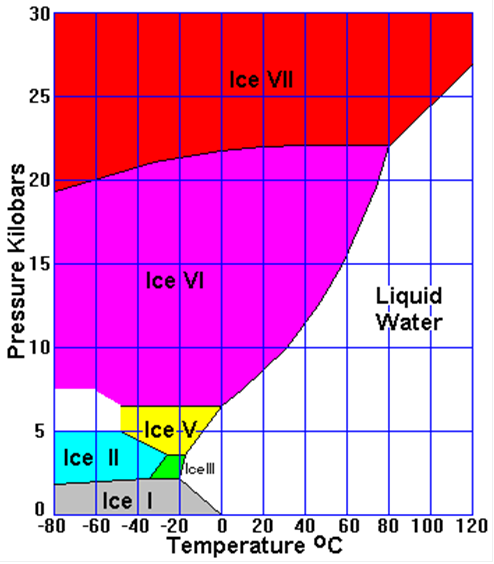 30
Ice VII
25
20
15
Ice VI
Liquid
Water
10
5
Ice V
Ice II
Ice III
Ice I
0
Pressure Kilobars
-80 -60 -40 -20 0 20 40 60 80 100 120
Temperature ºC